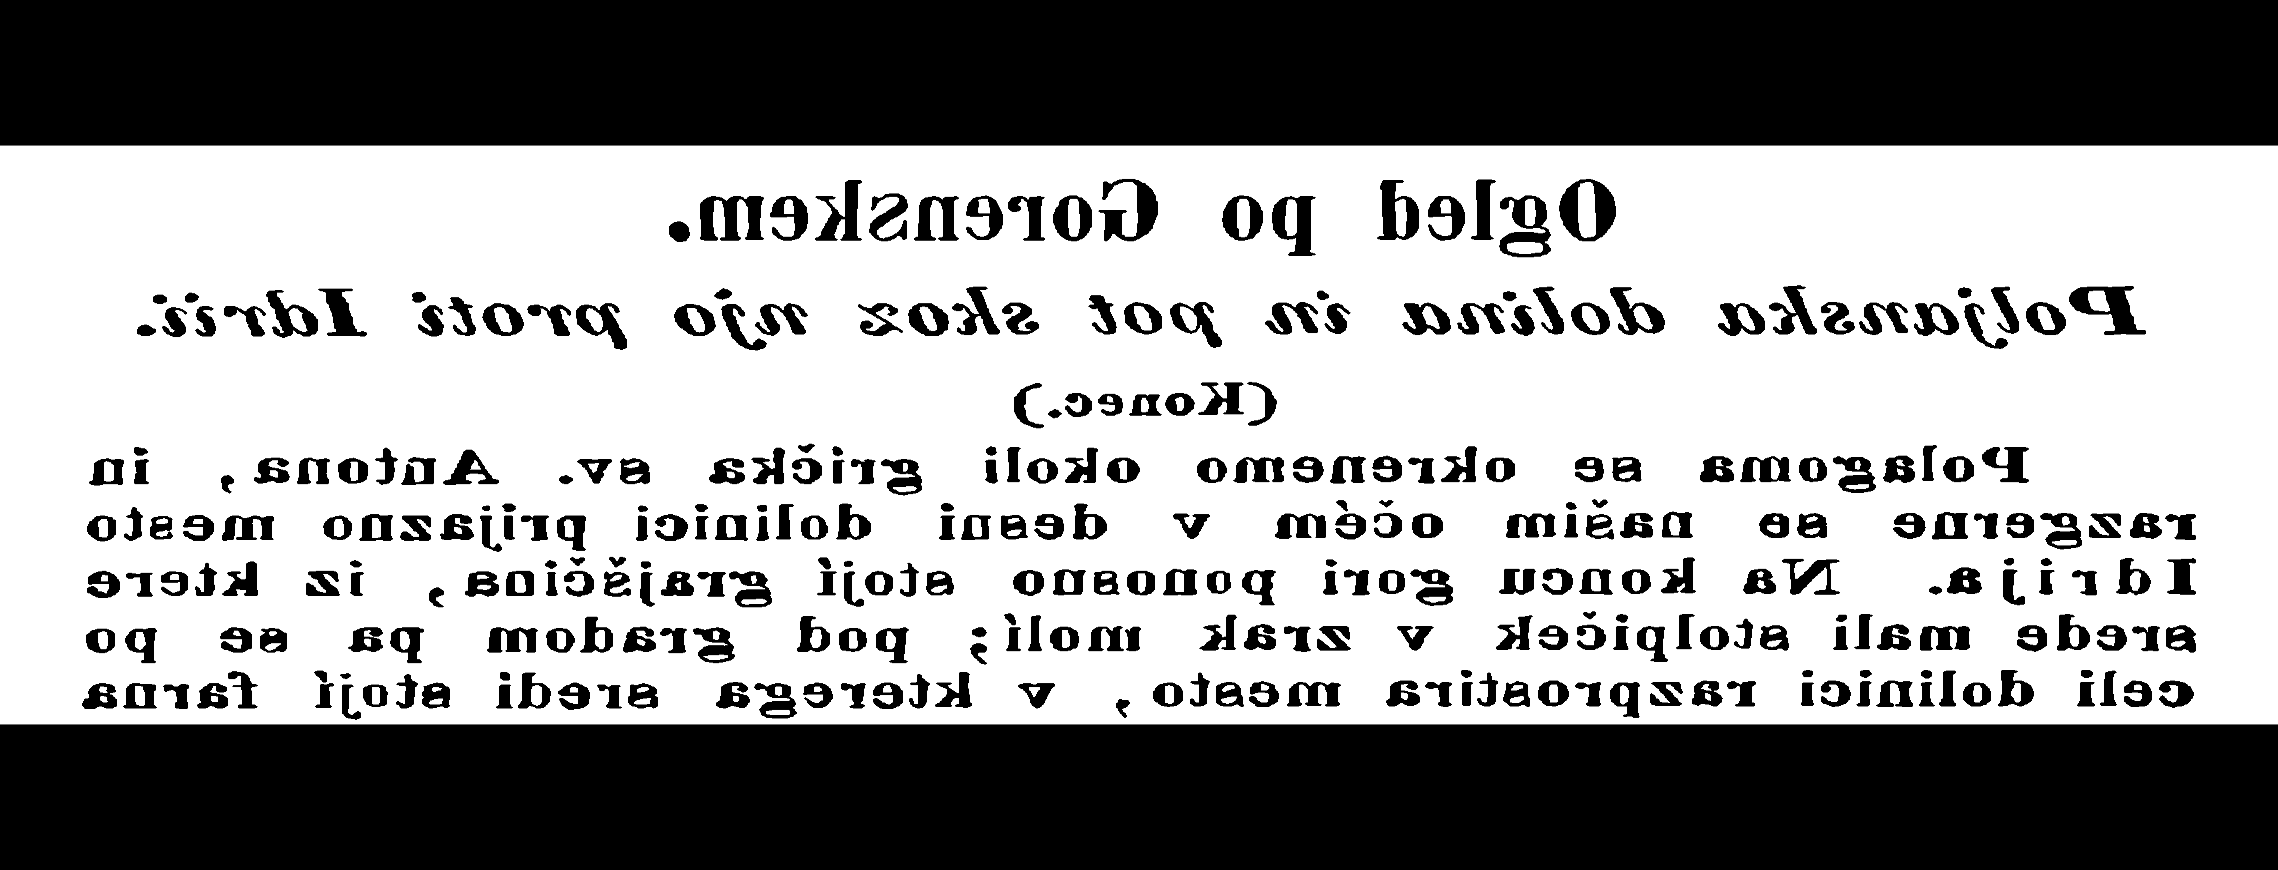 Ogled po Gorenskem.
Poljanska dolina in pot skoz njo proti Idrii.
(Konec.)
Polagoma se okrenemo okoli grička sv. Antona, in
razgerne se našim očém v desni dolinici prijazno mesto
Idrija. Na koncu gori ponosno stojí grajščina, iz ktere
srede mali stolpiček v zrak molí; pod gradom pa se po
celi dolinici razprostira mesto, v kterega sredi stojí farna